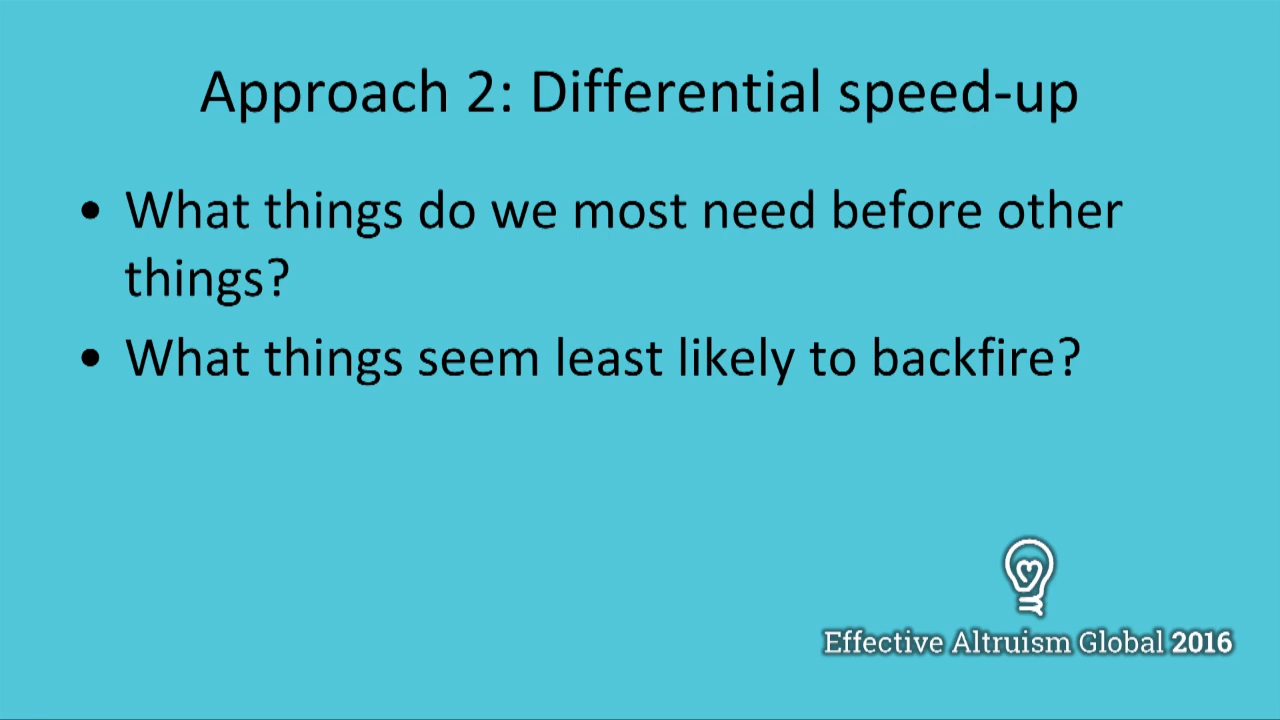 Approach 2: Differential speed-up
• What things do we most need before other
things?
• What things seem least likely to backfire?
Effective Altruism Global 2016